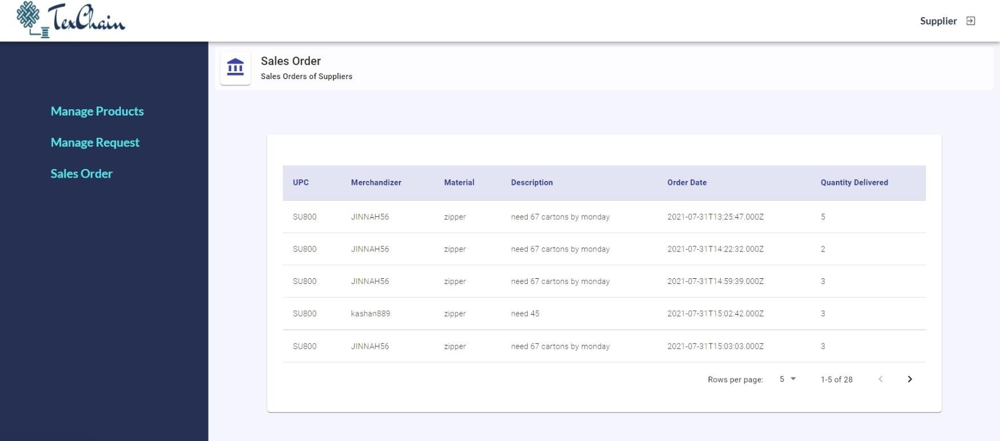 TexChain
Supplier
Sales Order
Sales Orders of Suppliers
Manage Products
Manage Request
Sales Order
UPC Merchandizer Material Description Order Date Quantity Delivered
SU800 JINNAH56 zipper need 67 cartons by monday 2021-07-31T13:25:47.000Z 5
SU800 JINNAH56 zipper need 67 cartons by monday 2021-07-31T14:22:32.000Z 2
SU800 JINNAH56 zipper need 67 cartons by monday 2021-07-31T14:59:39.000Z 3
SU800 kashan889 zipper need 45 2021-07-31T15:02:42.000Z 3
SU800 JINNAH56 zipper need 67 cartons by monday 2021-07-31T15:03:03.000Z 3
Rows per page: 5 1-5 of 28